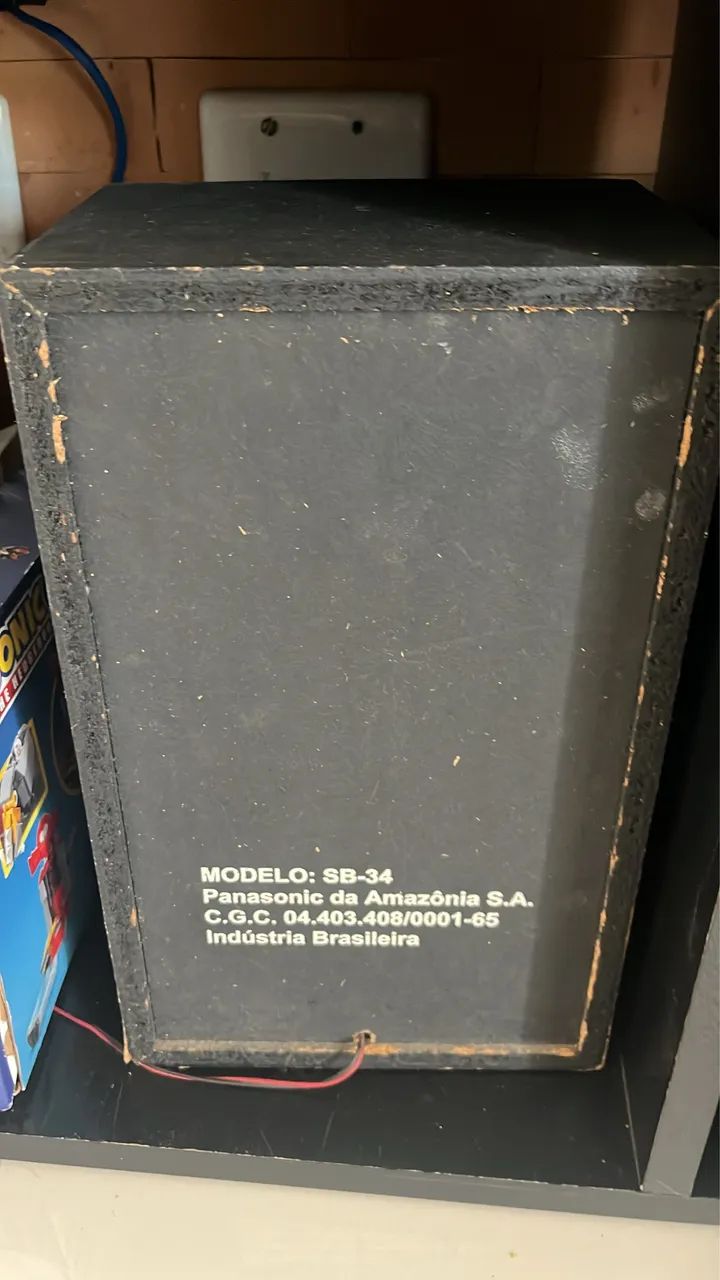 MODELO: SB-34
Panasonic da Amazônia S.A.
C.G.C. 04.403.408/0001-65
Indústria Brasileira